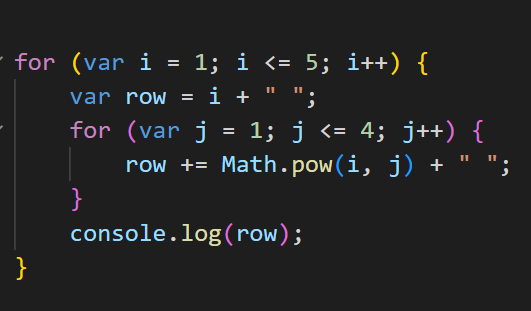 for (var i = 1; i <= 5; i++) {
    var row = i + " ";
    for (var j = 1; j <= 4; j++) {
        row += Math.pow(i, j) + " ";
    }
    console.log(row);
}